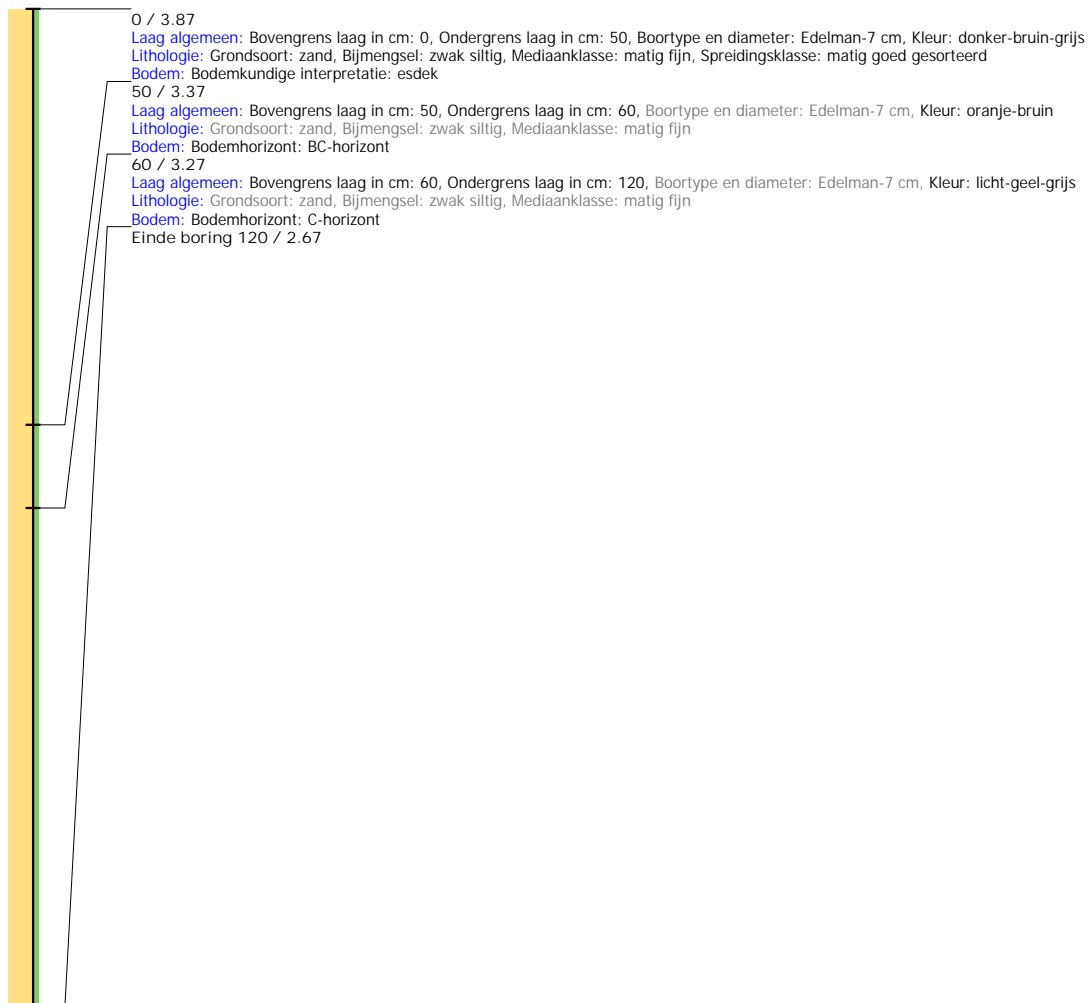 0 / 3.87
Laag algemeen: Bovengrens laag in cm: 0, Ondergrens laag in cm: 50, Boortype en diameter: Edelman-7 cm, Kleur: donker-bruin-grijs
Lithologie: Grondsoort: zand, Bijmengsel: zwak siltig, Mediaanklasse: matig fijn, Spreidingsklasse: matig goed gesorteerd
Bodem: Bodemkundige interpretatie: esdek
50 / 3.37
Laag algemeen: Bovengrens laag in cm: 50, Ondergrens laag in cm: 60, Boortype en diameter: Edelman-7 cm, Kleur: oranje-bruin
Lithologie: Grondsoort: zand, Bijmengsel: zwak siltig, Mediaanklasse: matig fijn
Bodem: Bodemhorizont: BC-horizont
60 / 3.27
Laag algemeen: Bovengrens laag in cm: 60, Ondergrens laag in cm: 120, Boortype en diameter: Edelman-7 cm, Kleur: licht-geel-grijs
Lithologie: Grondsoort: zand, Bijmengsel: zwak siltig, Mediaanklasse: matig fijn
Bodem: Bodemhorizont: C-horizont
Einde boring 120 / 2.67